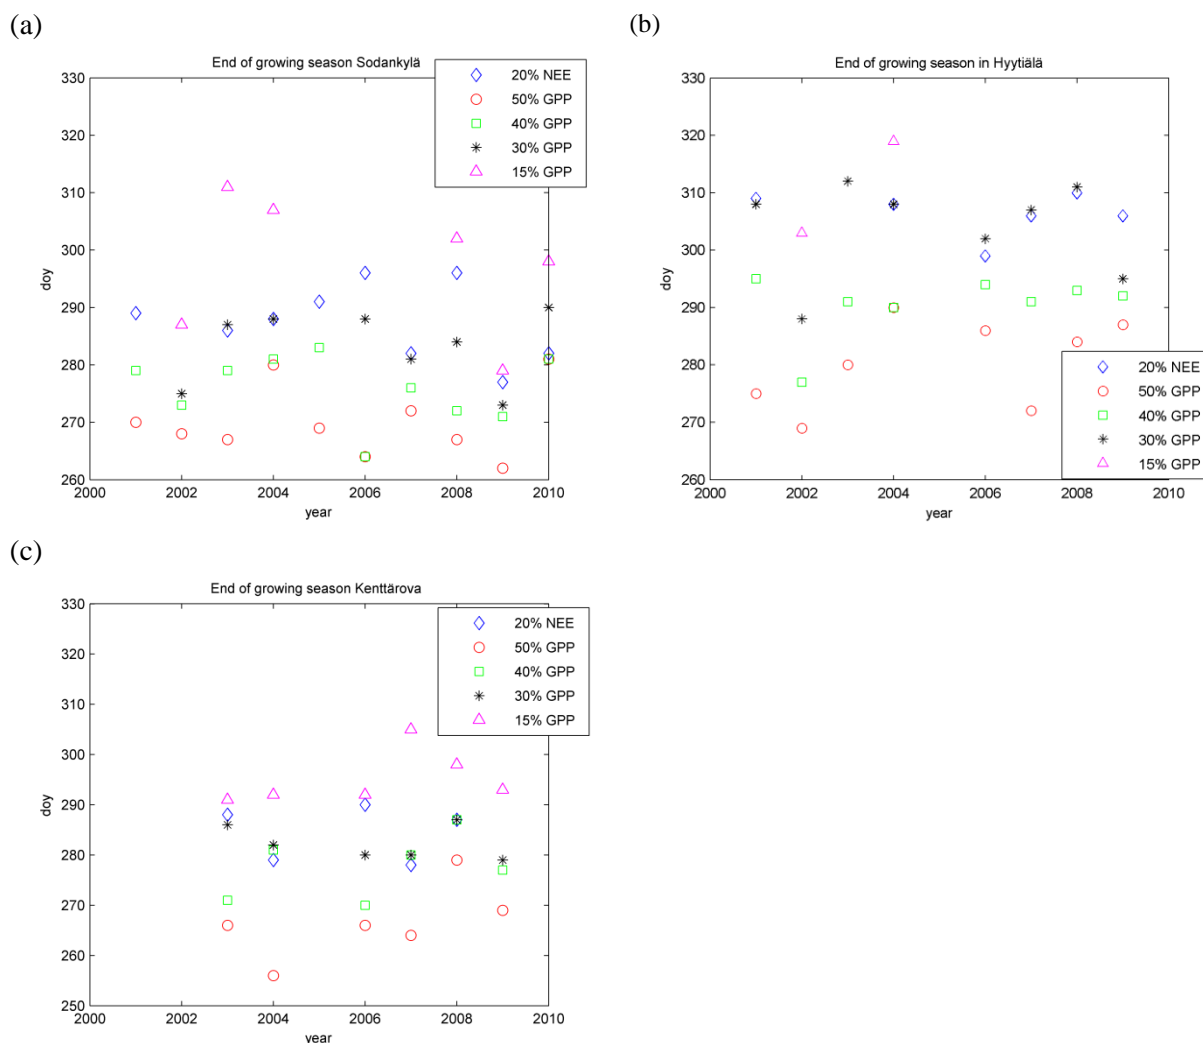 (a)
End of growing season Sodankylä
20% NEE
50% GPP
40% GPP
30% GPP
15% GPP
330
320
310
300
290
280
270
260
doy
2000 2002 2004 2006 2008 2010
year
(b)
End of growing season in Hyytiälä
330
320
310
300
290
280
270
260
doy
20% NEE
50% GPP
40% GPP
30% GPP
15% GPP
2000 2002 2004 2006 2008 2010
year
(c)
End of growing season Kenttärova
20% NEE
50% GPP
40% GPP
30% GPP
15% GPP
330
320
310
300
290
280
270
260
250
doy
2000 2002 2004 2006 2008 2010
year